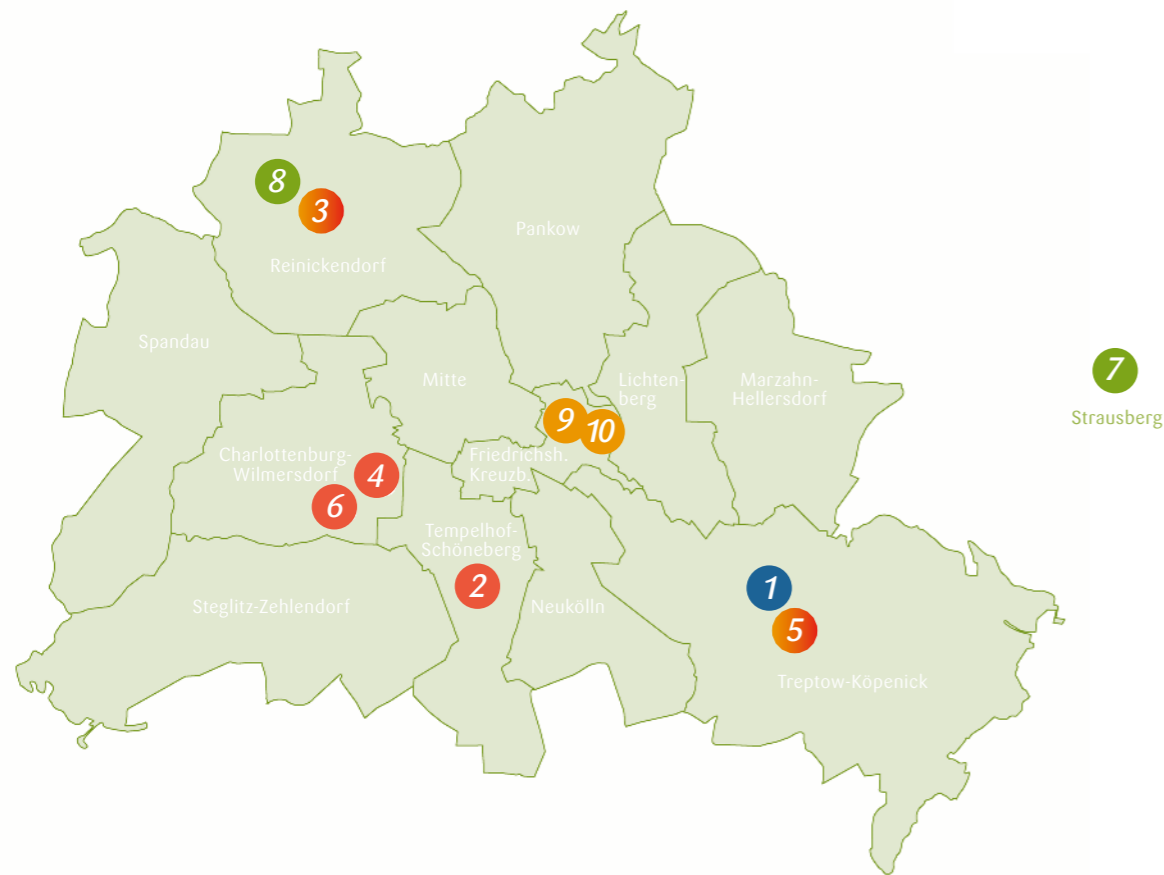 8
3
Pankow
Reinickendorf
Spandau
Mitte
Lichten-
berg
Marzahn-
Hellersdorf
7
Strausberg
9
10
Charlottenburg-
Wilmersdorf
4
6
Friedrichsh.
Kreuzb.
Tempelhof-
Schöneberg
2
Steglitz-Zehlendorf
Neukölln
1
5
Treptow-Köpenick